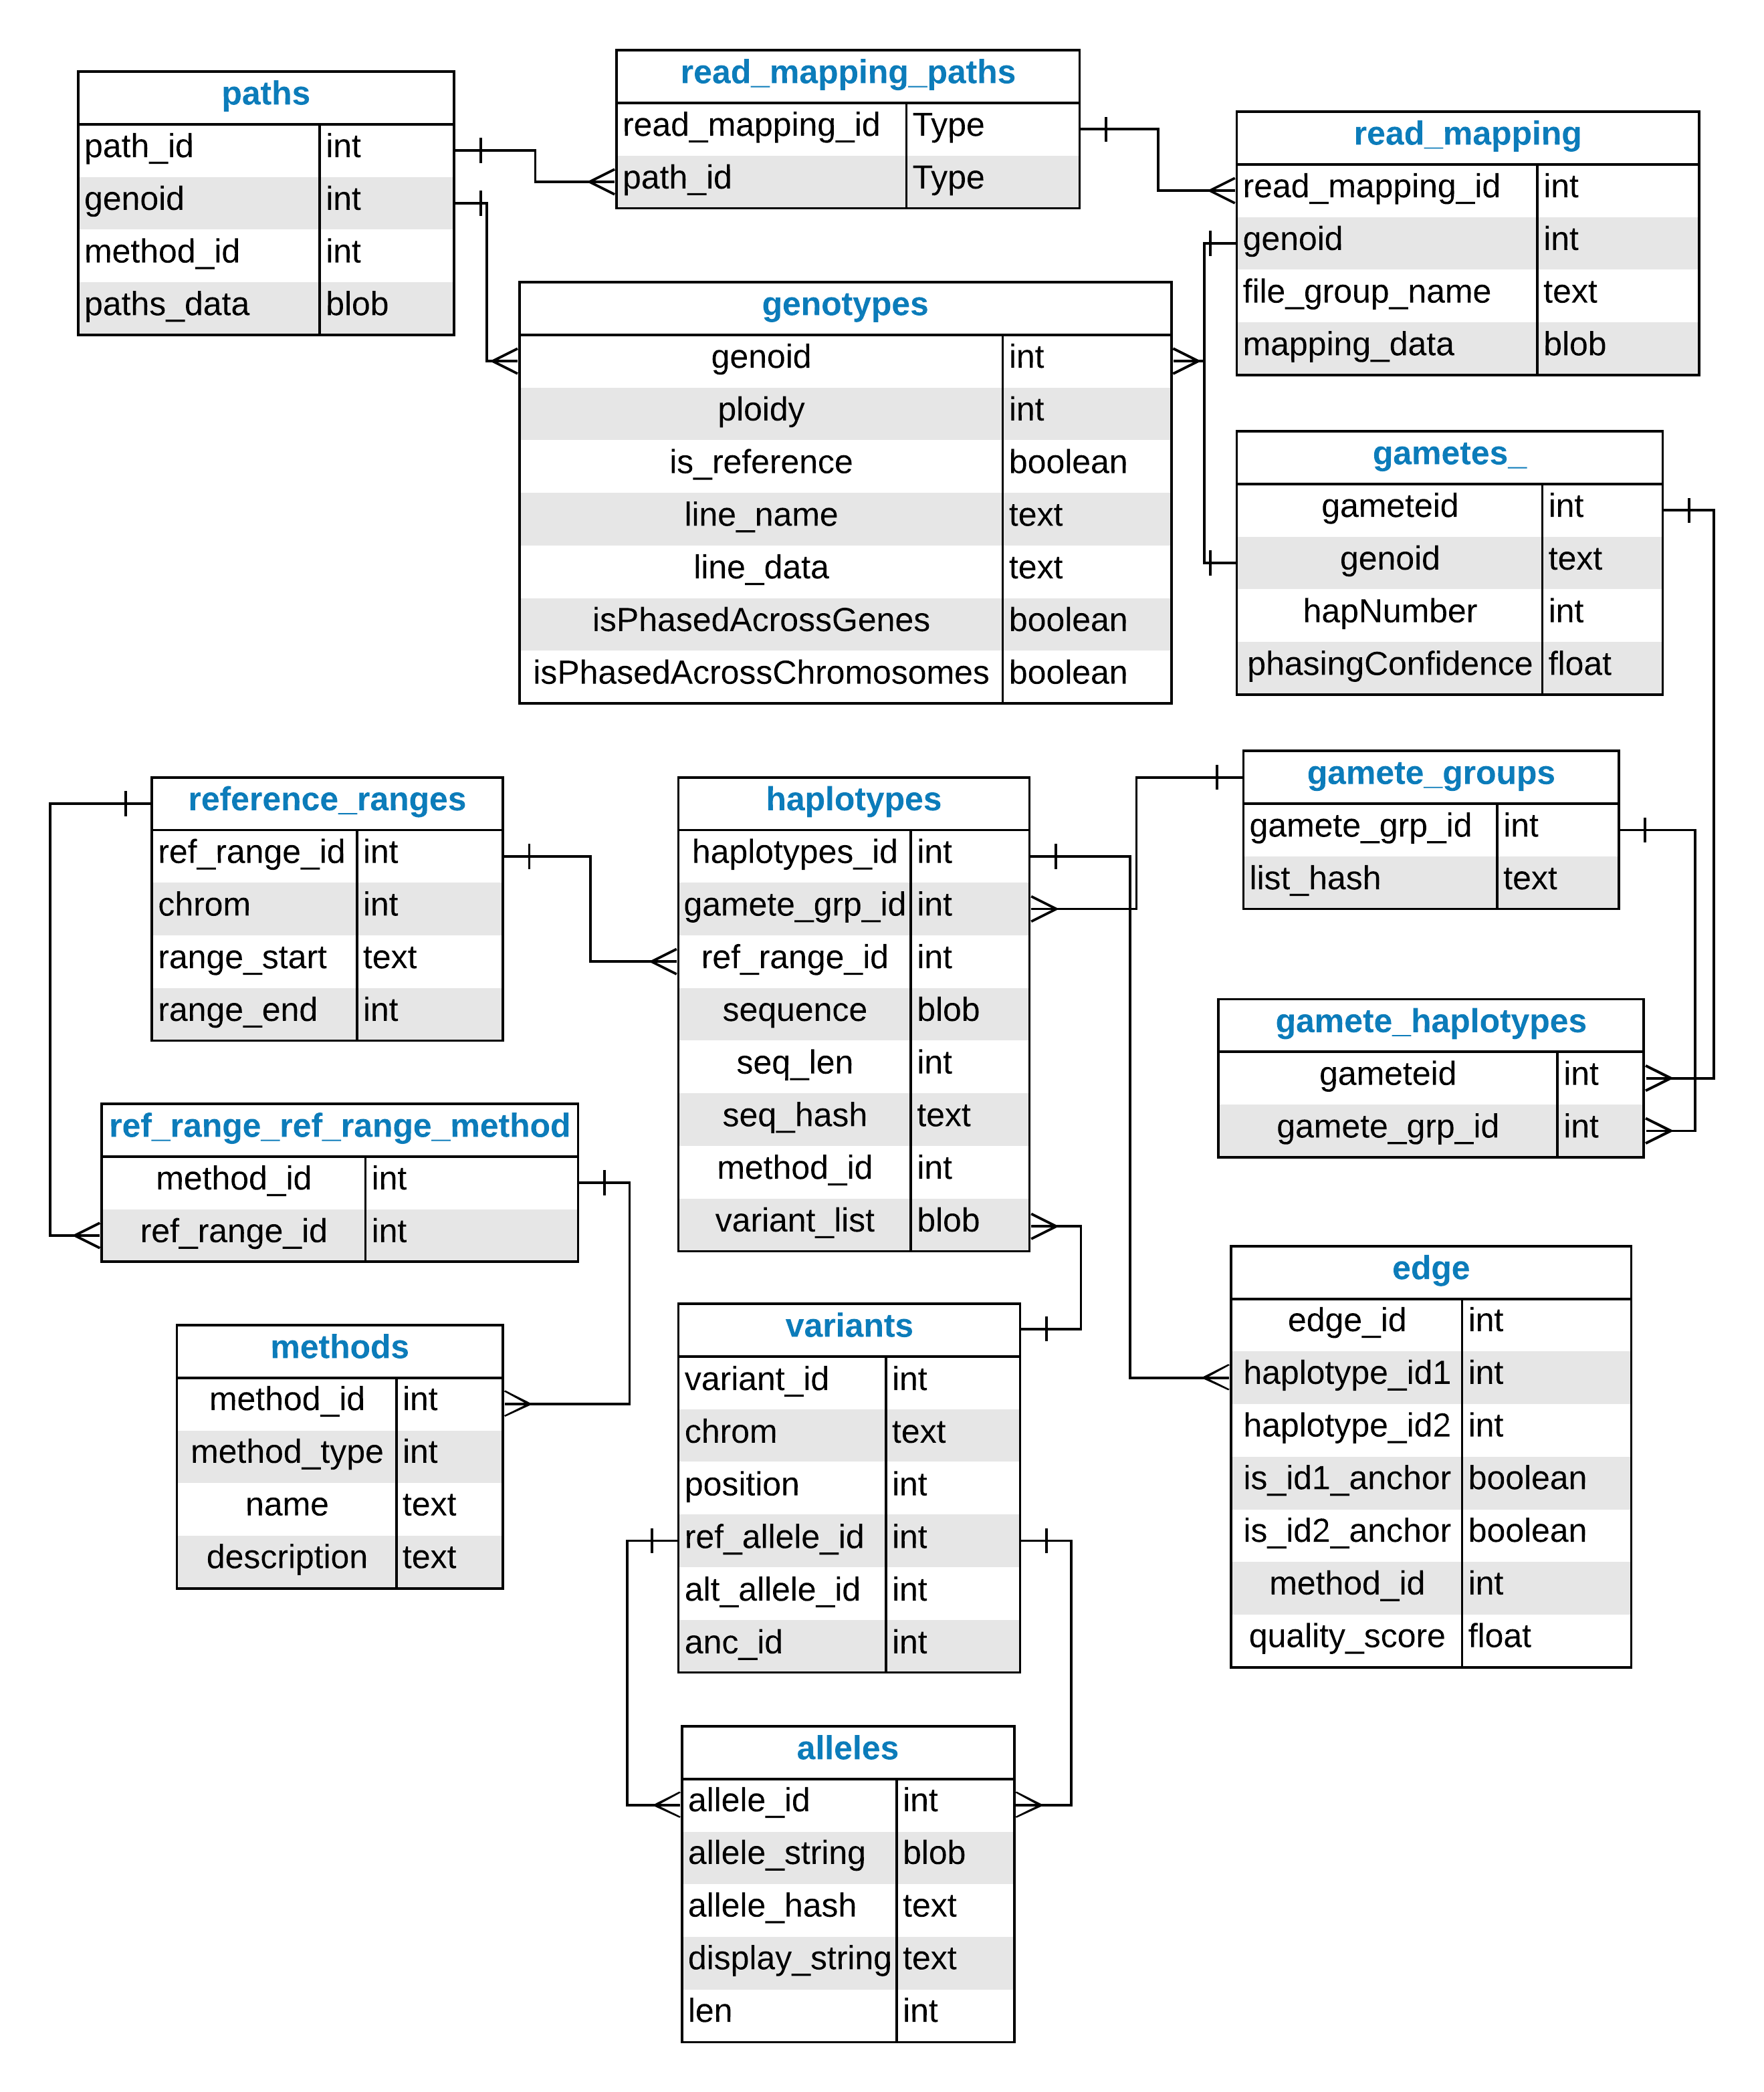 paths
path_id int
genoid int
method_id int
paths_data blob
read_mapping_paths
read_mapping_id Type
path_id Type
read_mapping
read_mapping_id int
genoid int
file_group_name text
mapping_data blob
genotypes
genoid int
ploidy int
is_reference boolean
line_name text
line_data text
isPhasedAcrossGenes boolean
isPhasedAcrossChromosomes boolean
gametes_
gameteid int
genoid text
hapNumber int
phasingConfidence float
reference_ranges
ref_range_id int
chrom int
range_start text
range_end int
haplotypes
haplotypes_id int
gamete_grp_id int
ref_range_id int
sequence blob
seq_len int
seq_hash text
method_id int
variant_list blob
gamete_groups
gamete_grp_id int
list_hash text
gamete_haplotypes
gameteid int
gamete_grp_id int
ref_range_ref_range_method
method_id int
ref_range_id int
methods
method_id int
method_type int
name text
description text
variants
variant_id int
chrom text
position int
ref_allele_id int
alt_allele_id int
anc_id int
edge
edge_id int
haplotype_id1 int
haplotype_id2 int
is_id1_anchor boolean
is_id2_anchor boolean
method_id int
quality_score float
alleles
allele_id int
allele_string blob
allele_hash text
display_string text
len int